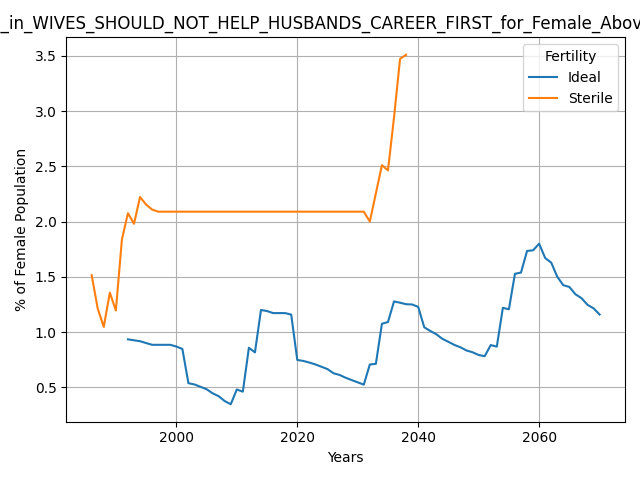 _in_WIVES_SHOULD_NOT_HELP_HUSBANDS_CAREER_FIRST_for_Female_Abov
3.5
3.0
2.5
2.0
1.5
1.0
0.5
% of Female Population
Fertility
Ideal
Sterile
2000 2020 2040 2060
Years